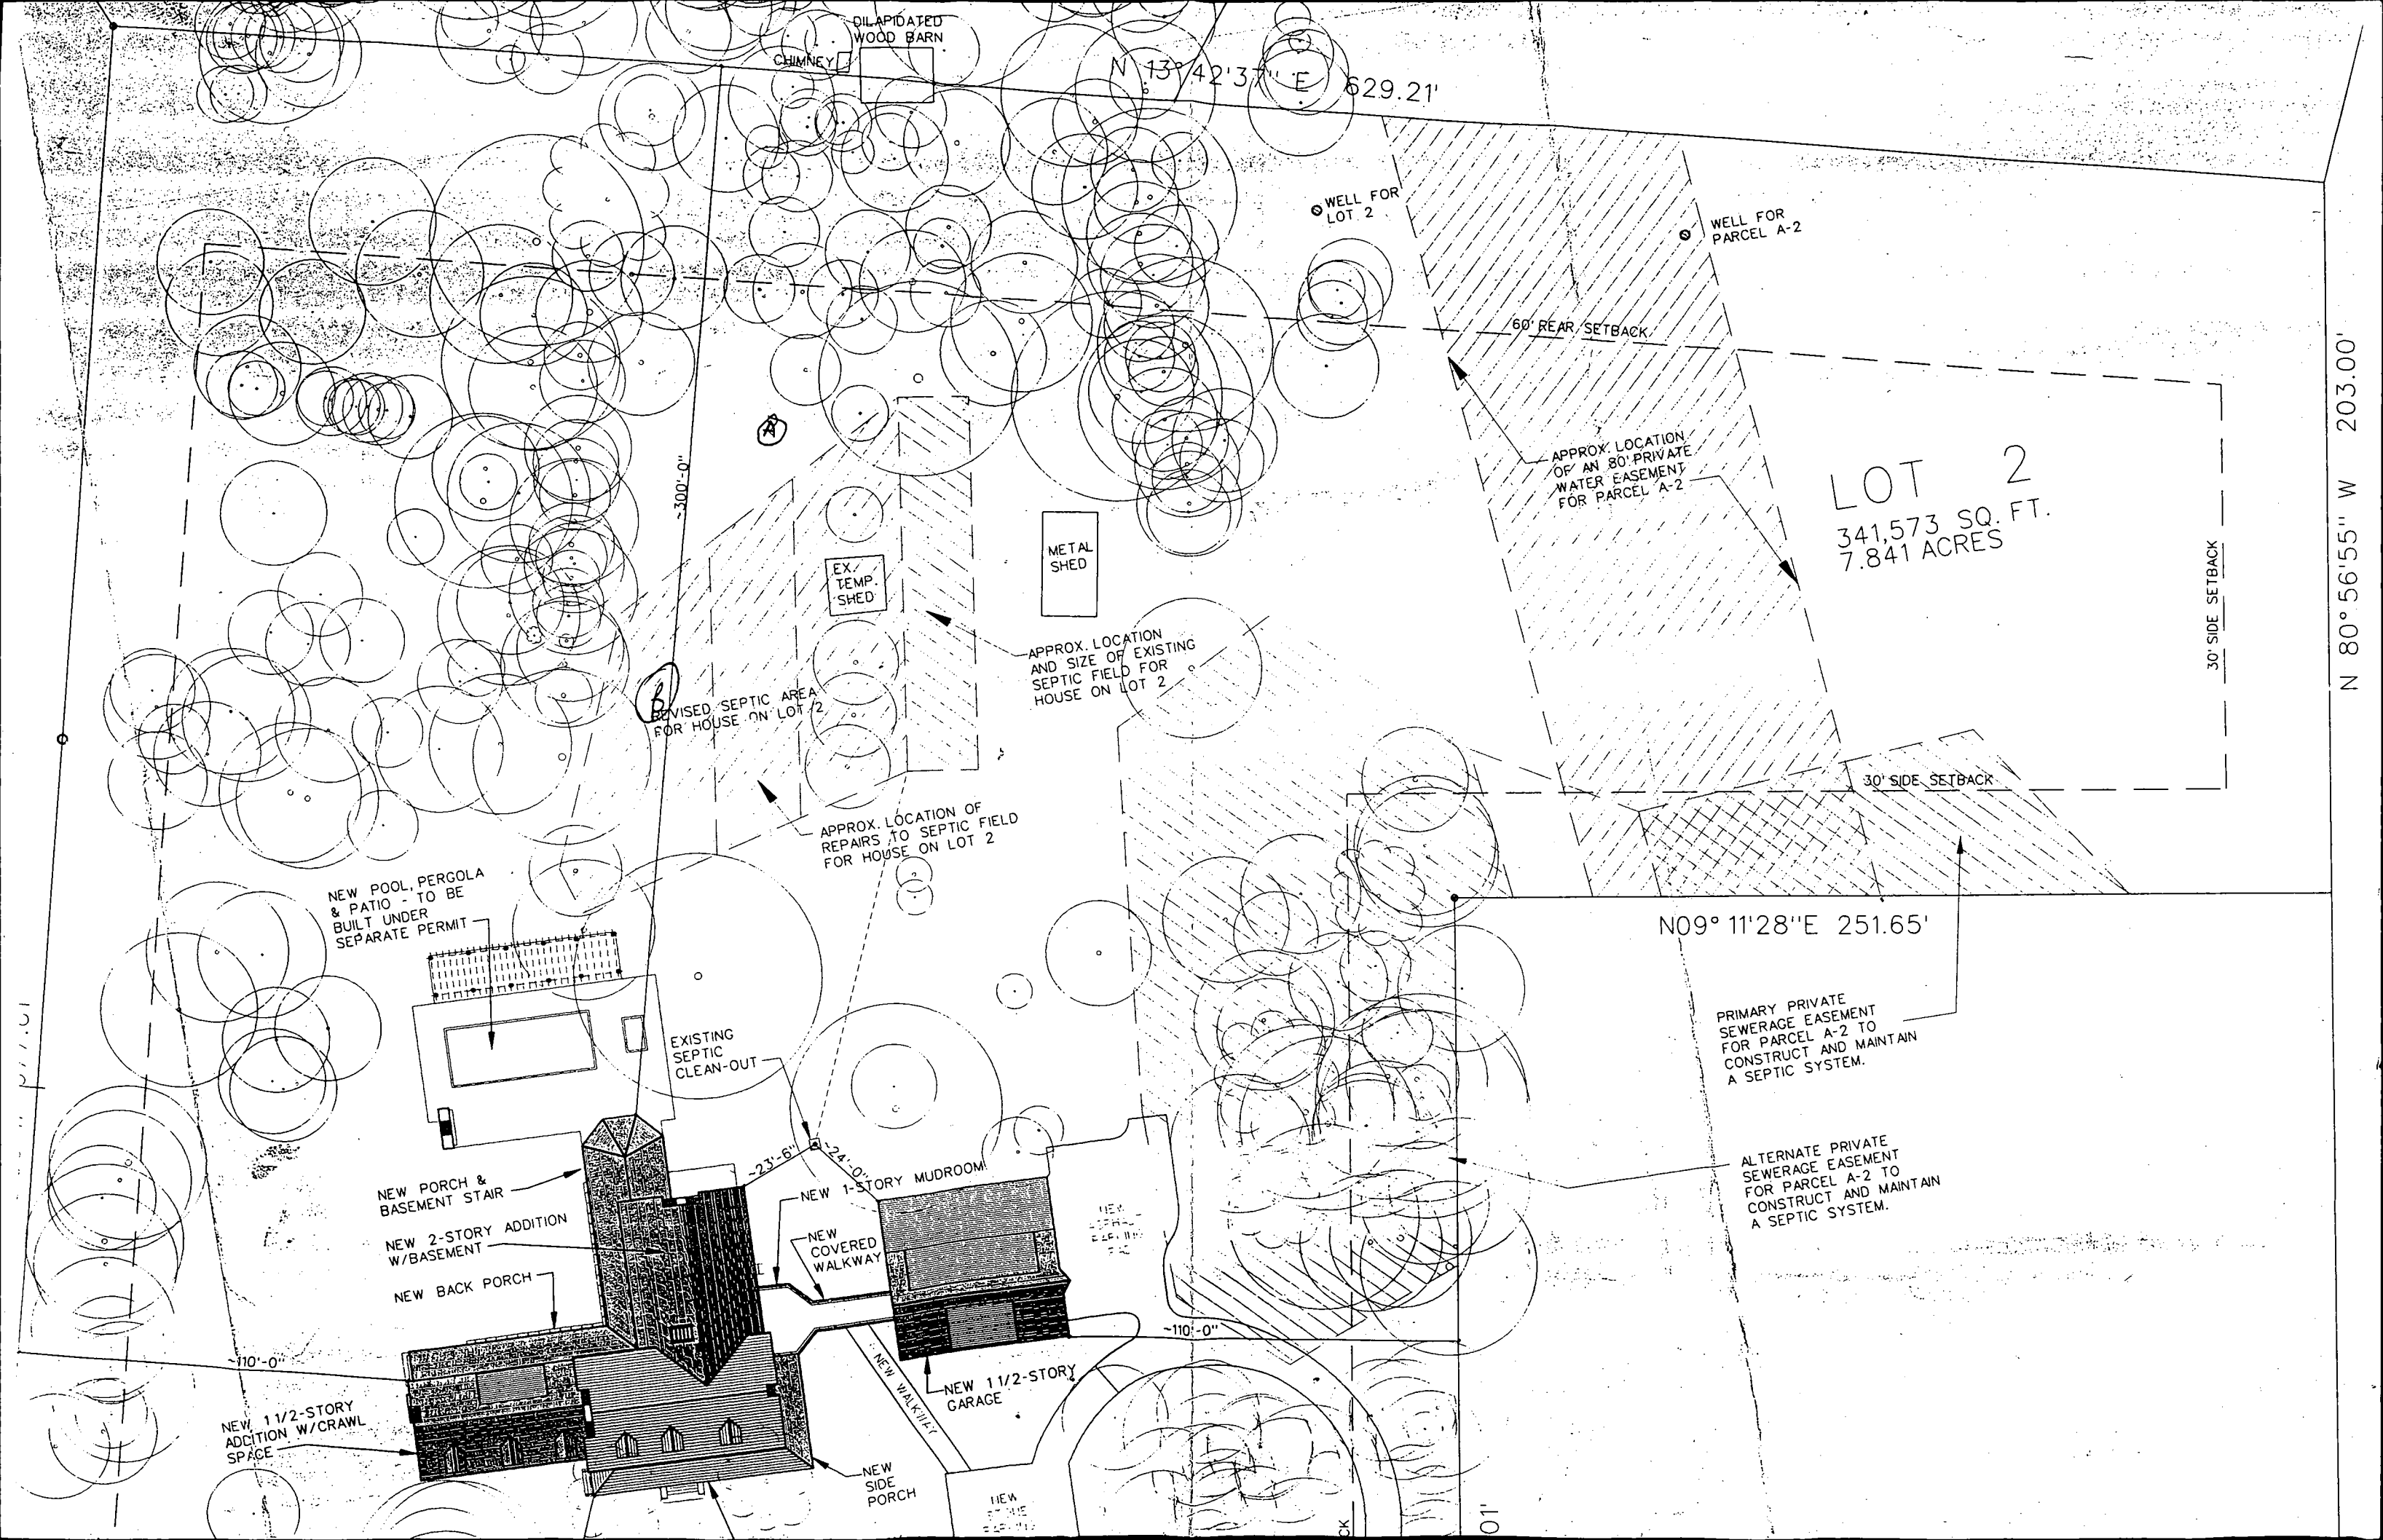 DILAPIDATED
WOOD BARN
CHIMNEY
N 13°42'37" E 629.21'
WELL FOR
LOT 2
WELL FOR
PARCEL A-2
60' REAR SETBACK
N 80°56'55" W 203.00'
A
~300'-0"
APPROX. LOCATION
OF AN 80' PRIVATE
WATER EASEMENT
FOR PARCEL A-2
LOT 2
341,573 SQ. FT.
7.841 ACRES
30' SIDE SETBACK
EX.
TEMP.
SHED
METAL
SHED
APPROX. LOCATION
AND SIZE OF EXISTING
SEPTIC FIELD FOR
HOUSE ON LOT 2
B
REVISED SEPTIC AREA
FOR HOUSE ON LOT 2
30' SIDE SETBACK
APPROX. LOCATION OF
REPAIRS TO SEPTIC FIELD
FOR HOUSE ON LOT 2
NEW POOL, PERGOLA
& PATIO - TO BE
BUILT UNDER
SEPARATE PERMIT
N09° 11'28"E 251.65'
EXISTING
SEPTIC
CLEAN-OUT
PRIMARY PRIVATE
SEWERAGE EASEMENT
FOR PARCEL A-2 TO
CONSTRUCT AND MAINTAIN
A SEPTIC SYSTEM.
~23'-6"
~24'-0"
NEW 1-STORY MUDROOM
NEW PORCH &
BASEMENT STAIR
ALTERNATE PRIVATE
SEWERAGE EASEMENT
FOR PARCEL A-2 TO
CONSTRUCT AND MAINTAIN
A SEPTIC SYSTEM.
NEW 2-STORY ADDITION
W/BASEMENT
NEW
COVERED
WALKWAY
NEW BACK PORCH
~110'-0"
~110'-0"
NEW WALKWAY
NEW 1 1/2-STORY
GARAGE
NEW 1 1/2-STORY
ADDITION W/CRAWL
SPACE
NEW
SIDE
PORCH
NEW
01'
CK